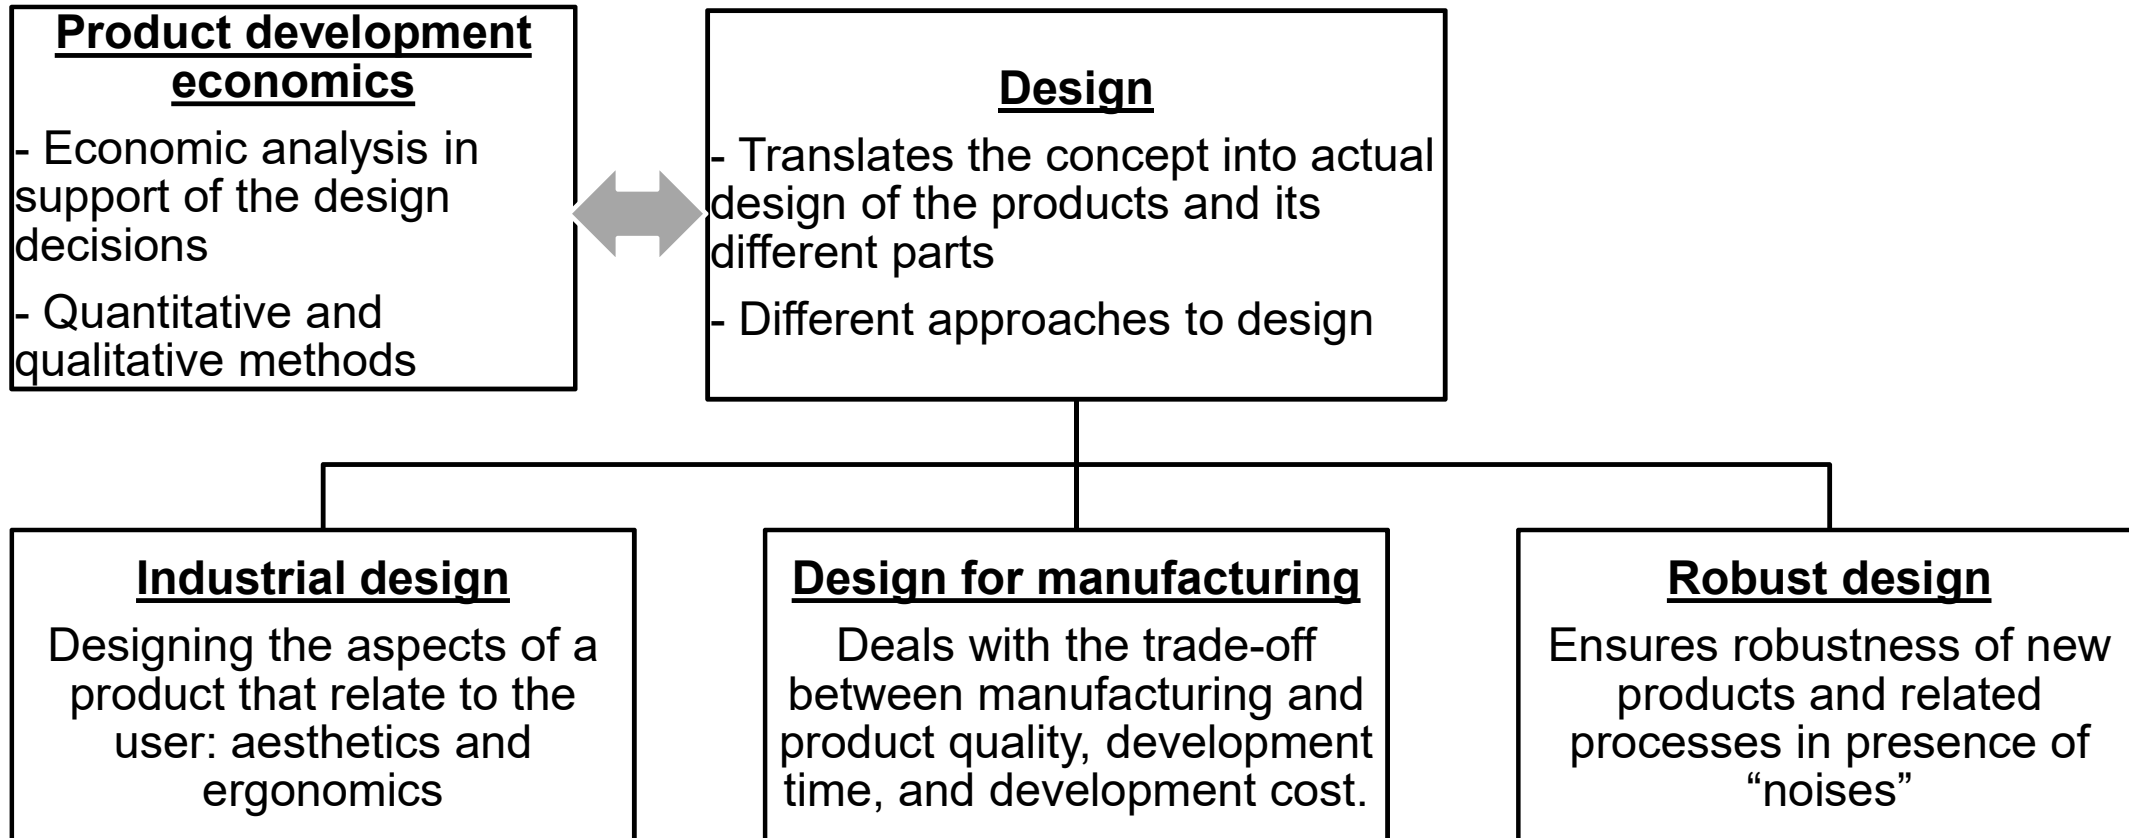 Product development
economics
- Economic analysis in
support of the design
decisions
- Quantitative and
qualitative methods
Design
- Translates the concept into actual
design of the products and its
different parts
- Different approaches to design
Industrial design
Designing the aspects of a
product that relate to the
user: aesthetics and
ergonomics
Design for manufacturing
Deals with the trade-off
between manufacturing and
product quality, development
time, and development cost.
Robust design
Ensures robustness of new
products and related
processes in presence of
“noises”